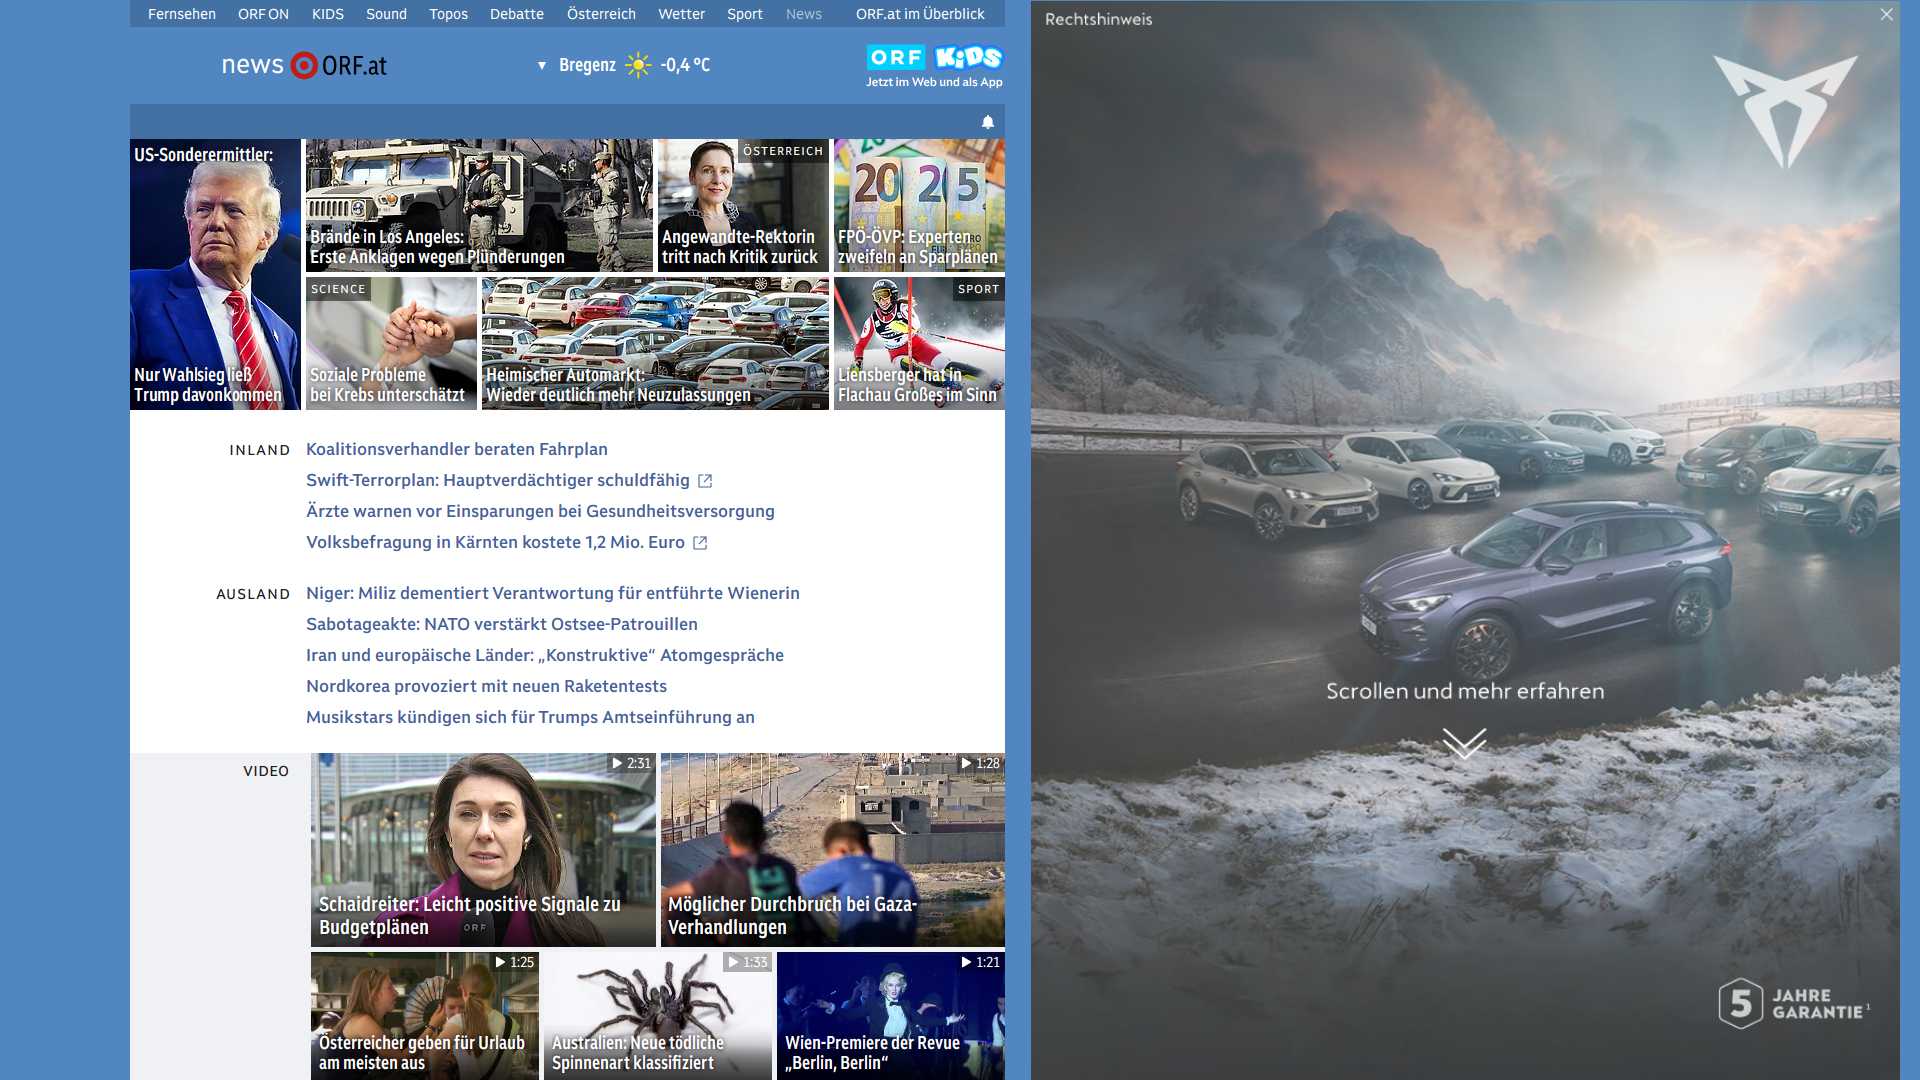 Fernsehen ORF ON KIDS Sound Topos Debatte Österreich Wetter Sport News ORF.at im Überblick
news ORF.at
Bregenz -0,4 °C
ORF KiDS
Jetzt im Web und als App
US-Sonderermittler:
Nur Wahlsieg ließ
Trump davonkommen
Brände in Los Angeles:
Erste Anklagen wegen Plünderungen
ÖSTERREICH
Angewandte-Rektorin
tritt nach Kritik zurück
20 25
FPÖ-ÖVP: Experten
zweifeln an Sparplänen
SCIENCE
Soziale Probleme
bei Krebs unterschätzt
Heimischer Automarkt:
Wieder deutlich mehr Neuzulassungen
SPORT
Liensberger hat in
Flachau Großes im Sinn
INLAND
Koalitionsverhandler beraten Fahrplan
Swift-Terrorplan: Hauptverdächtiger schuldfähig
Ärzte warnen vor Einsparungen bei Gesundheitsversorgung
Volksbefragung in Kärnten kostete 1,2 Mio. Euro
AUSLAND
Niger: Miliz dementiert Verantwortung für entführte Wienerin
Sabotageakte: NATO verstärkt Ostsee-Patrouillen
Iran und europäische Länder: „Konstruktive“ Atomgespräche
Nordkorea provoziert mit neuen Raketentests
Musikstars kündigen sich für Trumps Amtseinführung an
VIDEO
2:31
Schaidreiter: Leicht positive Signale zu
Budgetplänen
ORF
1:28
Möglicher Durchbruch bei Gaza-
Verhandlungen
1:25
Österreicher geben für Urlaub
am meisten aus
1:33
Australien: Neue tödliche
Spinnenart klassifiziert
1:21
Wien-Premiere der Revue
„Berlin, Berlin“
Rechtshinweis
Scrollen und mehr erfahren
5 JAHRE
GARANTIE¹